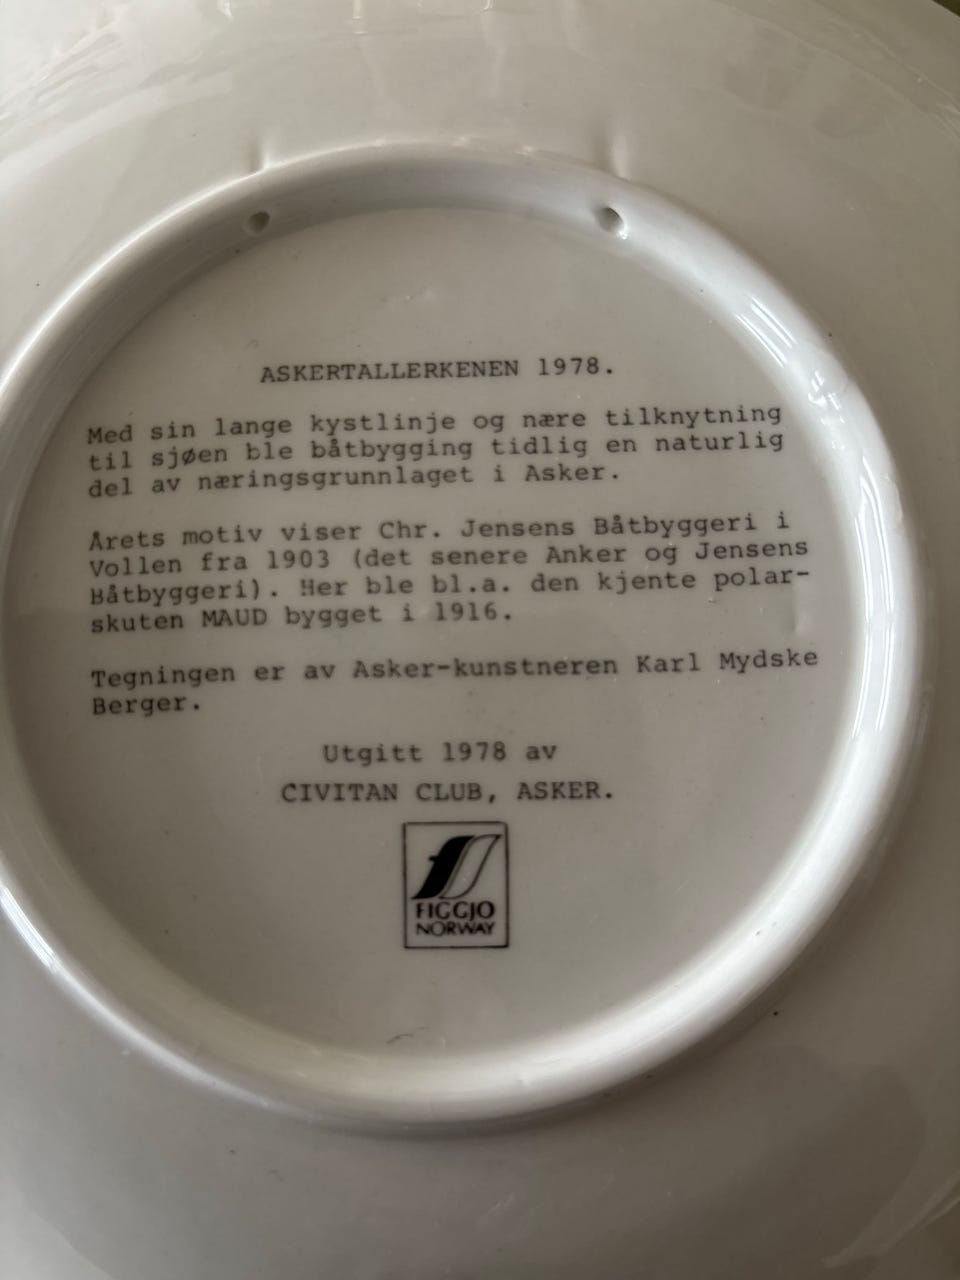 ASKERTALLERKENEN 1978.
Med sin lange kystlinje og nære tilknytning
til sjøen ble båtbygging tidlig en naturlig
del av næringsgrunnlaget i Asker.
Årets motiv viser Chr. Jensens Båtbyggeri i
Vollen fra 1903 (det senere Anker og Jensens
Båtbyggeri). Her ble bl.a. den kjente polar-
skuten MAUD bygget i 1916.
Tegningen er av Asker-kunstneren Karl Mydske
Berger.
Utgitt 1978 av
CIVITAN CLUB, ASKER.
FIGGJO
NORWAY